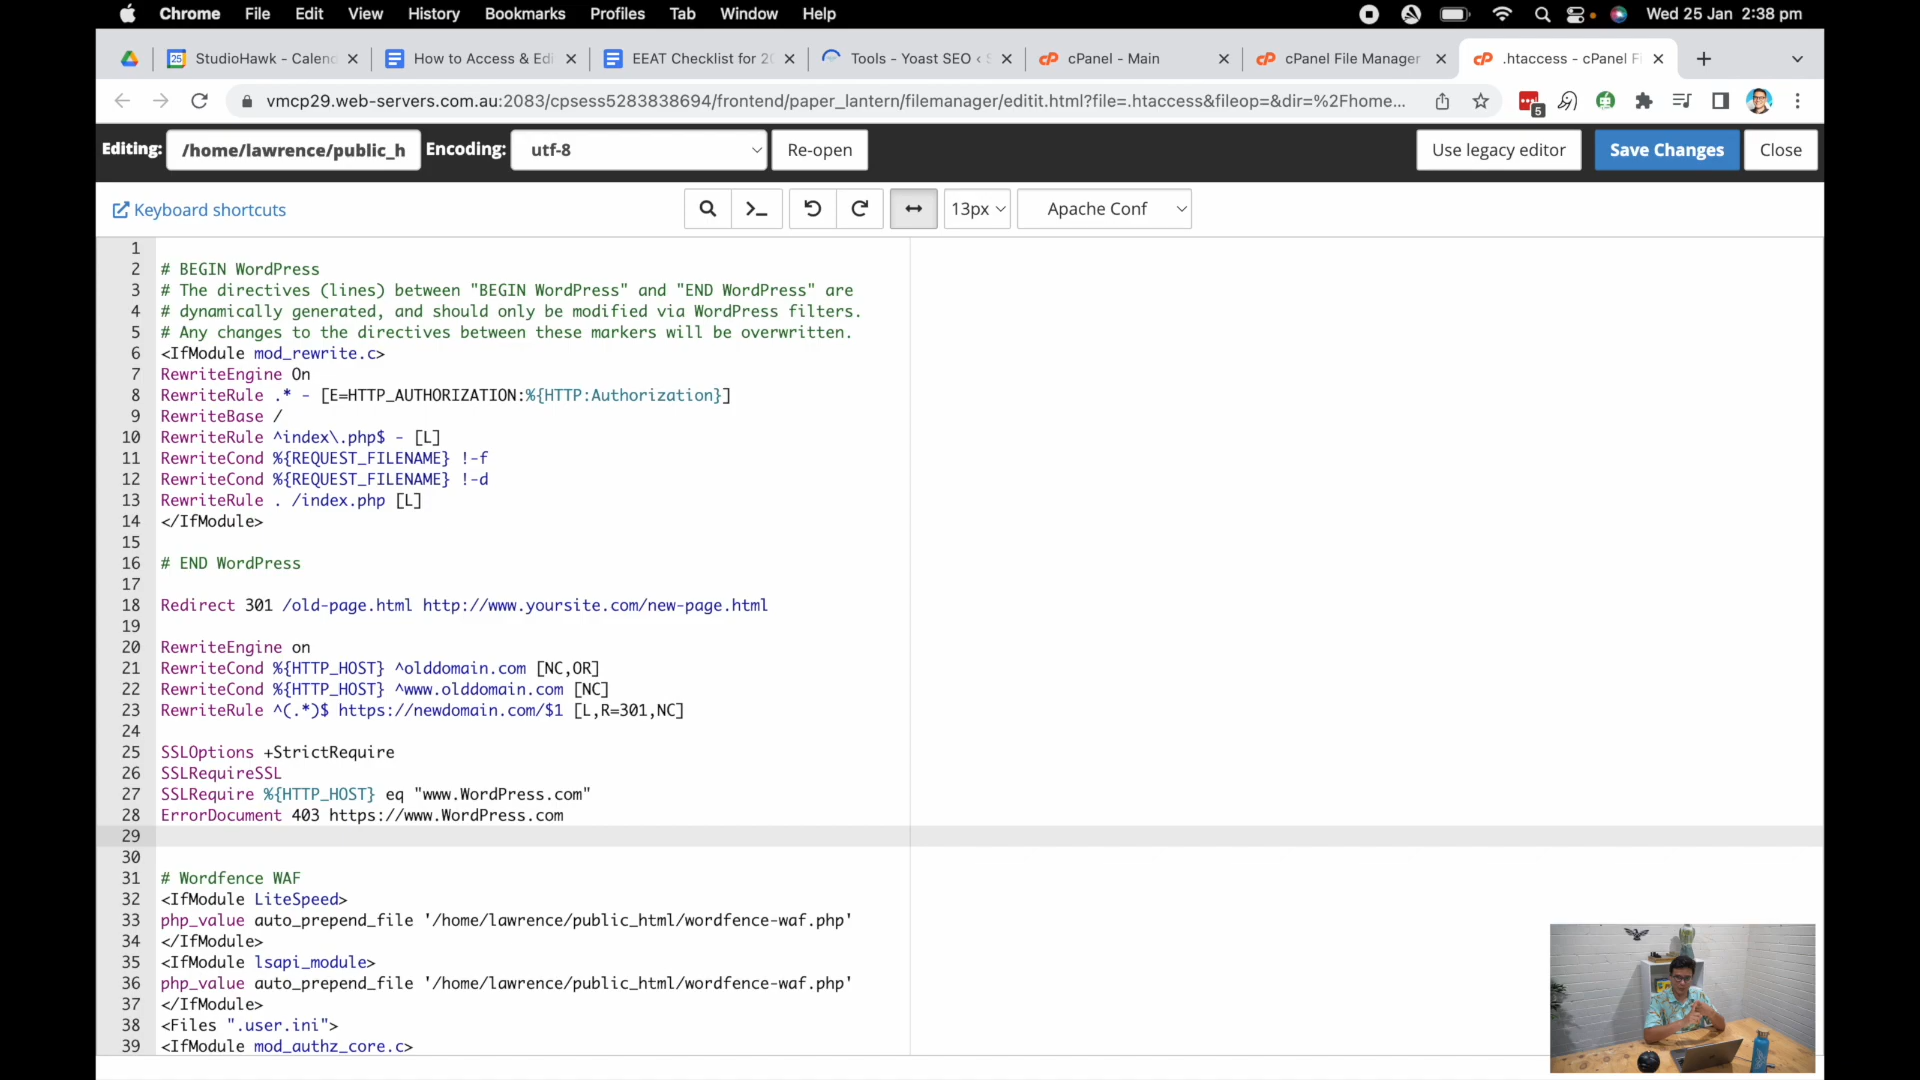 Chrome File Edit View History Bookmarks Profiles Tab Window Help Wed 25 Jan 2:38 pm
25 StudioHawk - Calen How to Access & Edi EEAT Checklist for 2 Tools - Yoast SEO ‹ S cP cPanel - Main cP cPanel File Manager cP .htaccess - cPanel Fi
vmcp29.web-servers.com.au:2083/cpsess5283838694/frontend/paper_lantern/filemanager/editit.html?file=.htaccess&fileop=&dir=%2Fhome... 5
Editing: /home/lawrence/public_h Encoding: utf-8 Re-open Use legacy editor Save Changes Close
Keyboard shortcuts 13px Apache Conf
1
2 # BEGIN WordPress
3 # The directives (lines) between "BEGIN WordPress" and "END WordPress" are
4 # dynamically generated, and should only be modified via WordPress filters.
5 # Any changes to the directives between these markers will be overwritten.
6 <IfModule mod_rewrite.c>
7 RewriteEngine On
8 RewriteRule .* - [E=HTTP_AUTHORIZATION:%{HTTP:Authorization}]
9 RewriteBase /
10 RewriteRule ^index\.php$ - [L]
11 RewriteCond %{REQUEST_FILENAME} !-f
12 RewriteCond %{REQUEST_FILENAME} !-d
13 RewriteRule . /index.php [L]
14 </IfModule>
15
16 # END WordPress
17
18 Redirect 301 /old-page.html http://www.yoursite.com/new-page.html
19
20 RewriteEngine on
21 RewriteCond %{HTTP_HOST} ^olddomain.com [NC,OR]
22 RewriteCond %{HTTP_HOST} ^www.olddomain.com [NC]
23 RewriteRule ^(.*)$ https://newdomain.com/$1 [L,R=301,NC]
24
25 SSLOptions +StrictRequire
26 SSLRequireSSL
27 SSLRequire %{HTTP_HOST} eq "www.WordPress.com"
28 ErrorDocument 403 https://www.WordPress.com
29
30
31 # Wordfence WAF
32 <IfModule LiteSpeed>
33 php_value auto_prepend_file '/home/lawrence/public_html/wordfence-waf.php'
34 </IfModule>
35 <IfModule lsapi_module>
36 php_value auto_prepend_file '/home/lawrence/public_html/wordfence-waf.php'
37 </IfModule>
38 <Files ".user.ini">
39 <IfModule mod_authz_core.c>